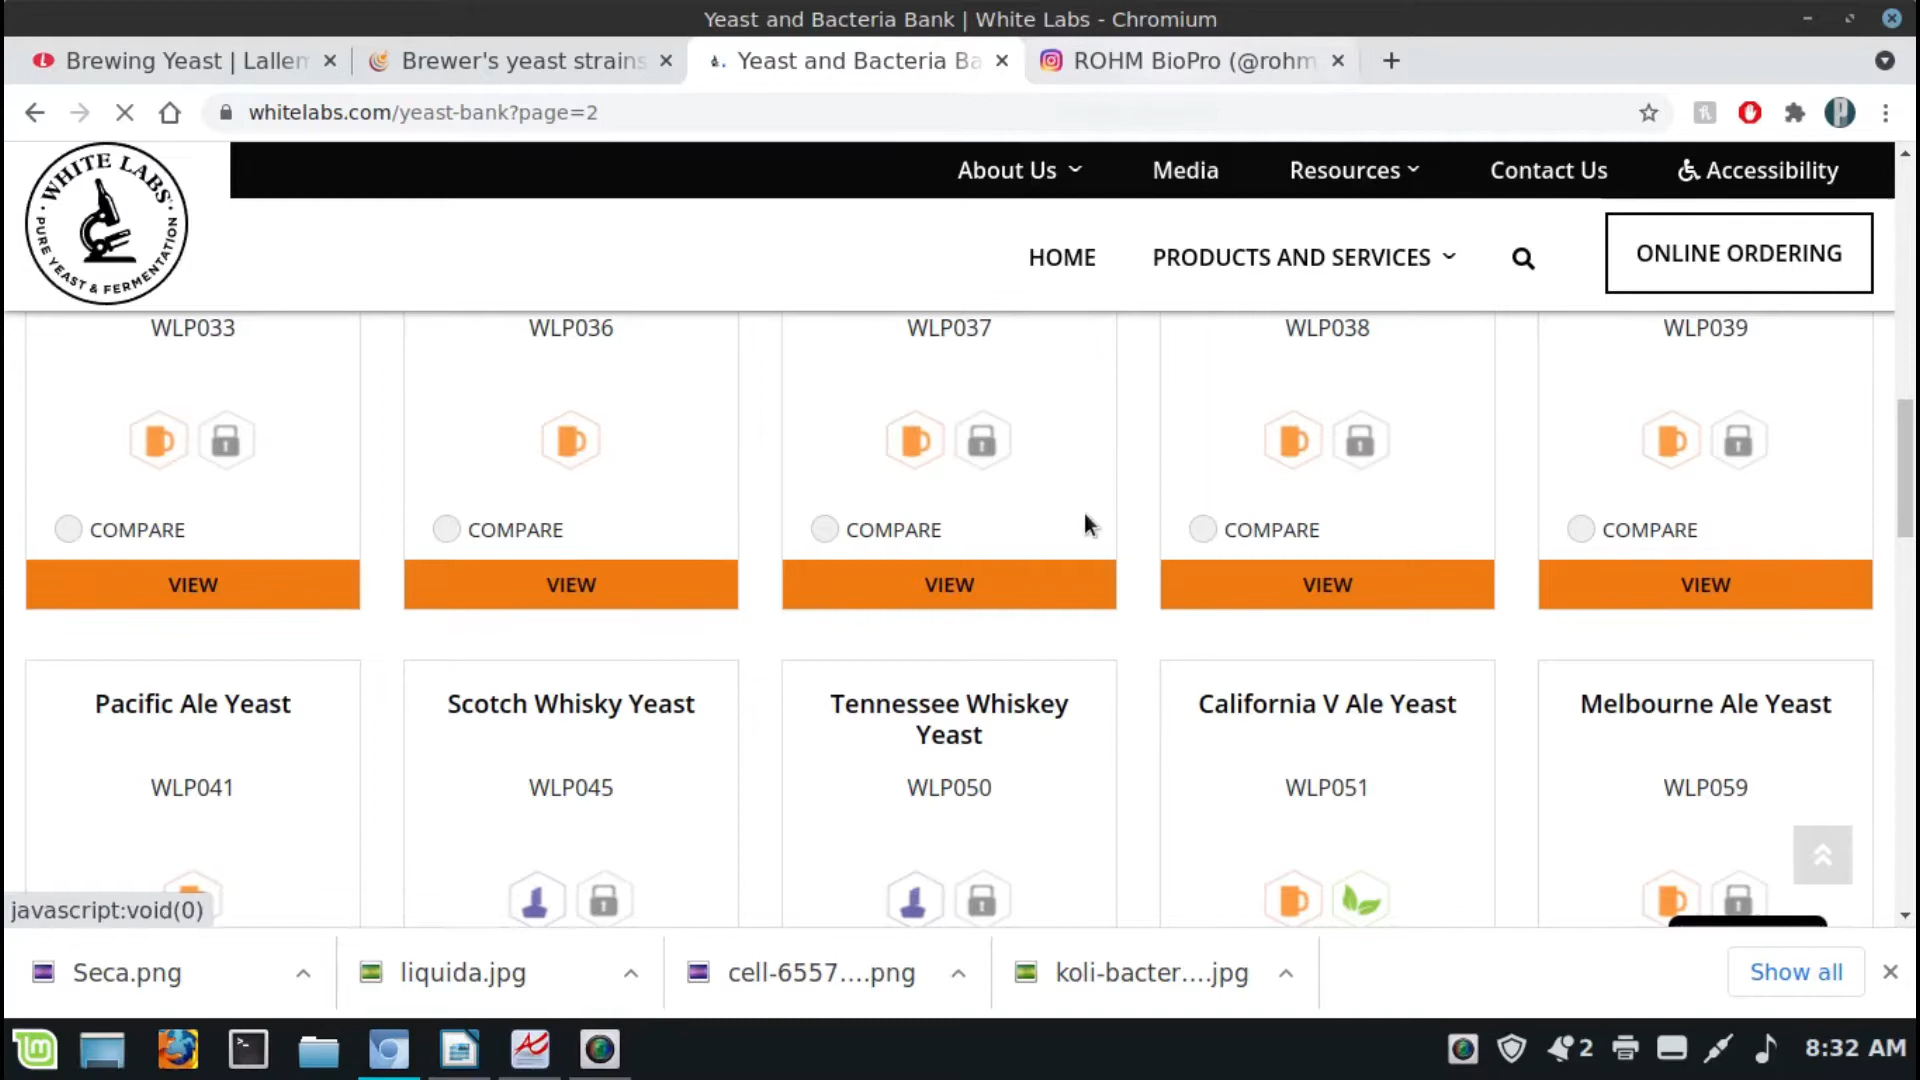 Yeast and Bacteria Bank | White Labs - Chromium
Brewing Yeast | Lallem
Brewer's yeast strains
Yeast and Bacteria Ba
ROHM BioPro (@rohm
whitelabs.com/yeast-bank?page=2
WHITE LABS
PURE YEAST & FERMENTATION
About Us
Media
Resources
Contact Us
Accessibility
HOME
PRODUCTS AND SERVICES
ONLINE ORDERING
WLP033
WLP036
WLP037
WLP038
WLP039
COMPARE
COMPARE
COMPARE
COMPARE
COMPARE
VIEW
VIEW
VIEW
VIEW
VIEW
Pacific Ale Yeast
Scotch Whisky Yeast
Tennessee Whiskey
Yeast
California V Ale Yeast
Melbourne Ale Yeast
WLP041
WLP045
WLP050
WLP051
WLP059
javascript:void(0)
Seca.png
liquida.jpg
cell-6557....png
koli-bacter....jpg
Show all
2
8:32 AM